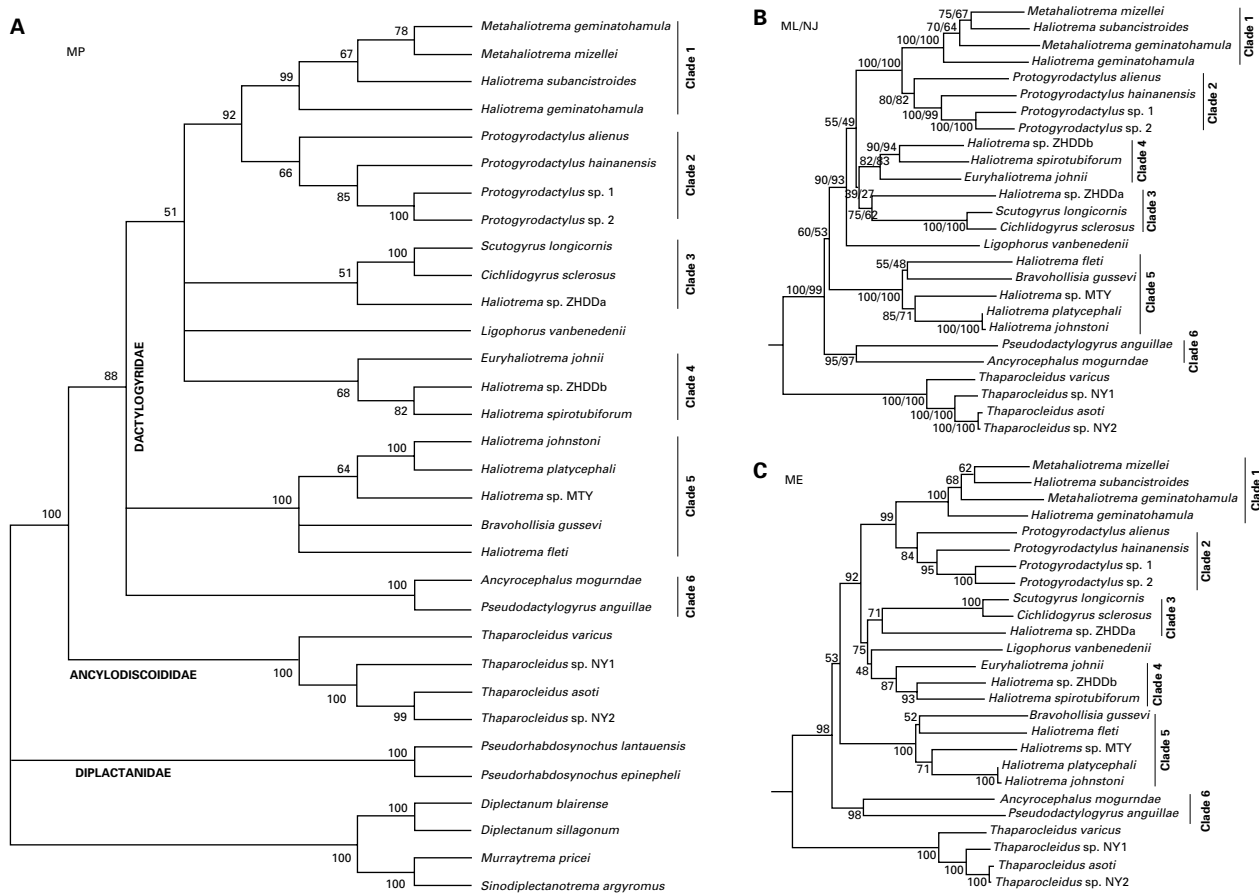 A
MP
78
67
99
92
66
85
100
51
100
51
68
82
88
100
64
100
100
100
100
100
99
100
100
100
100
DACTYLOGYRIDAE
ANCYLODISCOIDIDAE
DIPLACTANIDAE
Metahaliotrema geminatohamula
Metahaliotrema mizellei
Haliotrema subancistroides
Haliotrema geminatohamula
Protogyrodactylus alienus
Protogyrodactylus hainanensis
Protogyrodactylus sp. 1
Protogyrodactylus sp. 2
Scutogyrus longicornis
Cichlidogyrus sclerosus
Haliotrema sp. ZHDDa
Ligophorus vanbenedenii
Euryhaliotrema johnii
Haliotrema sp. ZHDDb
Haliotrema spirotubiforum
Haliotrema johnstoni
Haliotrema platycephali
Haliotrema sp. MTY
Bravohollisia gussevi
Haliotrema fleti
Ancyrocephalus mogurndae
Pseudodactylogyrus anguillae
Thaparocleidus varicus
Thaparocleidus sp. NY1
Thaparocleidus asoti
Thaparocleidus sp. NY2
Pseudorhabdosynochus lantauensis
Pseudorhabdosynochus epinepheli
Diplectanum blairense
Diplectanum sillagonum
Murraytrema pricei
Sinodiplectanotrema argyromus
Clade 1
Clade 2
Clade 3
Clade 4
Clade 5
Clade 6
B
ML/NJ
75/67
70/64
100/100
100/100
80/82
100/99
100/100
55/49
90/94
82/83
90/93
39/27
75/62
100/100
60/53
55/48
100/100
85/71
100/100
100/99
95/97
100/100
100/100
100/100
Metahaliotrema mizellei
Haliotrema subancistroides
Metahaliotrema geminatohamula
Haliotrema geminatohamula
Protogyrodactylus alienus
Protogyrodactylus hainanensis
Protogyrodactylus sp. 1
Protogyrodactylus sp. 2
Haliotrema sp. ZHDDb
Haliotrema spirotubiforum
Euryhaliotrema johnii
Haliotrema sp. ZHDDa
Scutogyrus longicornis
Cichlidogyrus sclerosus
Ligophorus vanbenedenii
Haliotrema fleti
Bravohollisia gussevi
Haliotrema sp. MTY
Haliotrema platycephali
Haliotrema johnstoni
Pseudodactylogyrus anguillae
Ancyrocephalus mogurndae
Thaparocleidus varicus
Thaparocleidus sp. NY1
Thaparocleidus asoti
Thaparocleidus sp. NY2
Clade 1
Clade 2
Clade 4
Clade 3
Clade 5
Clade 6
C
ME
62
68
100
99
84
95
100
92
100
71
75
48
87
93
53
52
100
71
100
98
98
100
100
100
Metahaliotrema mizellei
Haliotrema subancistroides
Metahaliotrema geminatohamula
Haliotrema geminatohamula
Protogyrodactylus alienus
Protogyrodactylus hainanensis
Protogyrodactylus sp. 1
Protogyrodactylus sp. 2
Scutogyrus longicornis
Cichlidogyrus sclerosus
Haliotrema sp. ZHDDa
Ligophorus vanbenedenii
Euryhaliotrema johnii
Haliotrema sp. ZHDDb
Haliotrema spirotubiforum
Bravohollisia gussevi
Haliotrema fleti
Haliotrems sp. MTY
Haliotrema platycephali
Haliotrema johnstoni
Ancyrocephalus mogurndae
Pseudodactylogyrus anguillae
Thaparocleidus varicus
Thaparocleidus sp. NY1
Thaparocleidus asoti
Thaparocleidus sp. NY2
Clade 1
Clade 2
Clade 3
Clade 4
Clade 5
Clade 6